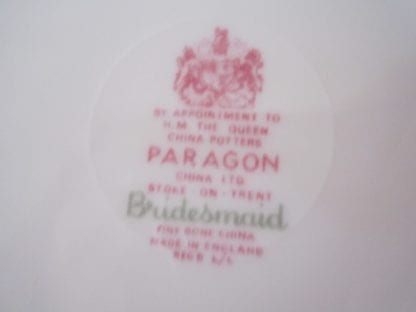 BY APPOINTMENT TO
H.M. THE QUEEN
CHINA POTTERS
PARAGON
CHINA LTD
STOKE-ON-TRENT
Bridesmaid
FINE BONE CHINA
MADE IN ENGLAND
REGD